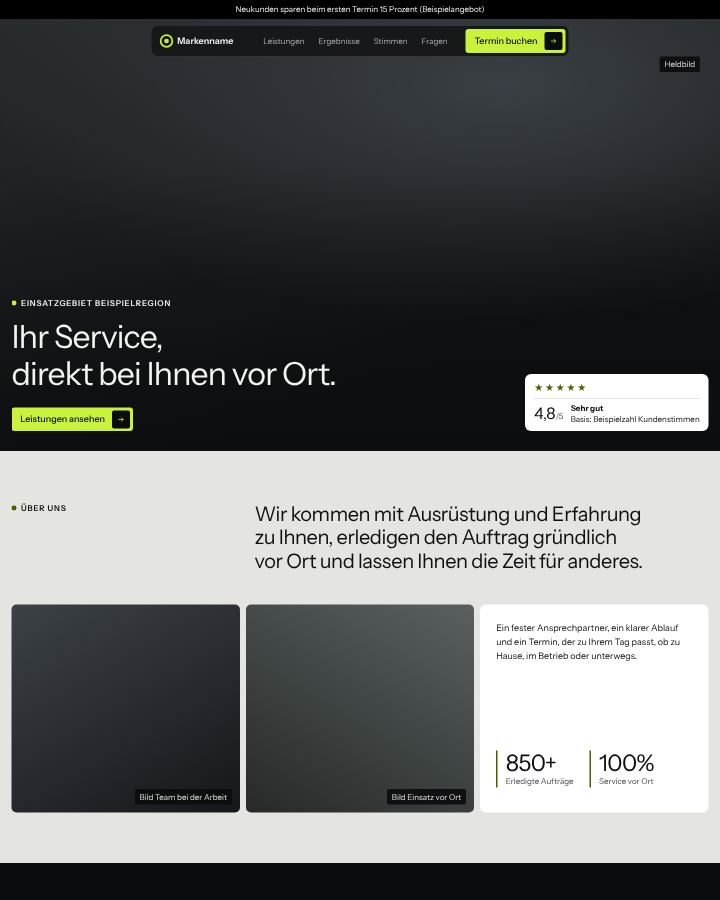 Neukunden sparen beim ersten Termin 15 Prozent (Beispielangebot)
Markenname
Leistungen
Ergebnisse
Stimmen
Fragen
Termin buchen →
Heldbild
EINSATZGEBIET BEISPIELREGION
Ihr Service,
direkt bei Ihnen vor Ort.
Leistungen ansehen →
★★★★★
4,8/5
Sehr gut
Basis: Beispielzahl Kundenstimmen
ÜBER UNS
Wir kommen mit Ausrüstung und Erfahrung
zu Ihnen, erledigen den Auftrag gründlich
vor Ort und lassen Ihnen die Zeit für anderes.
Bild Team bei der Arbeit
Bild Einsatz vor Ort
Ein fester Ansprechpartner, ein klarer Ablauf
und ein Termin, der zu Ihrem Tag passt, ob zu
Hause, im Betrieb oder unterwegs.
850+
Erledigte Aufträge
100%
Service vor Ort